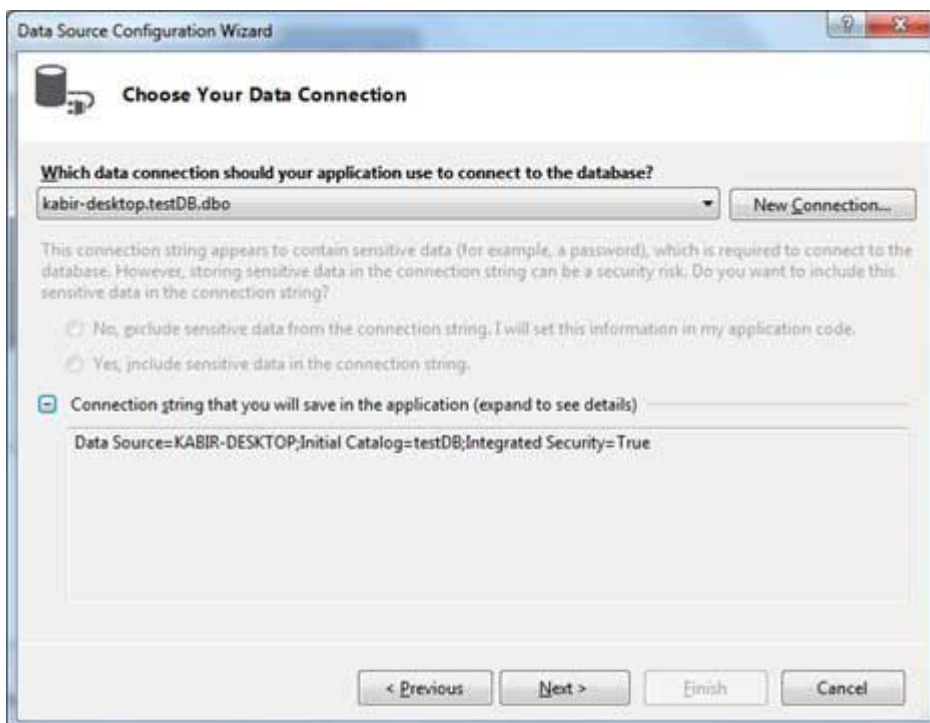 Data Source Configuration Wizard
Choose Your Data Connection
Which data connection should your application use to connect to the database?
kabir-desktop.testDB.dbo
New Connection...
This connection string appears to contain sensitive data (for example, a password), which is required to connect to the
database. However, storing sensitive data in the connection string can be a security risk. Do you want to include this
sensitive data in the connection string?
No, exclude sensitive data from the connection string. I will set this information in my application code.
Yes, include sensitive data in the connection string.
Connection string that you will save in the application (expand to see details)
Data Source=KABIR-DESKTOP;Initial Catalog=testDB;Integrated Security=True
< Previous
Next >
Finish
Cancel